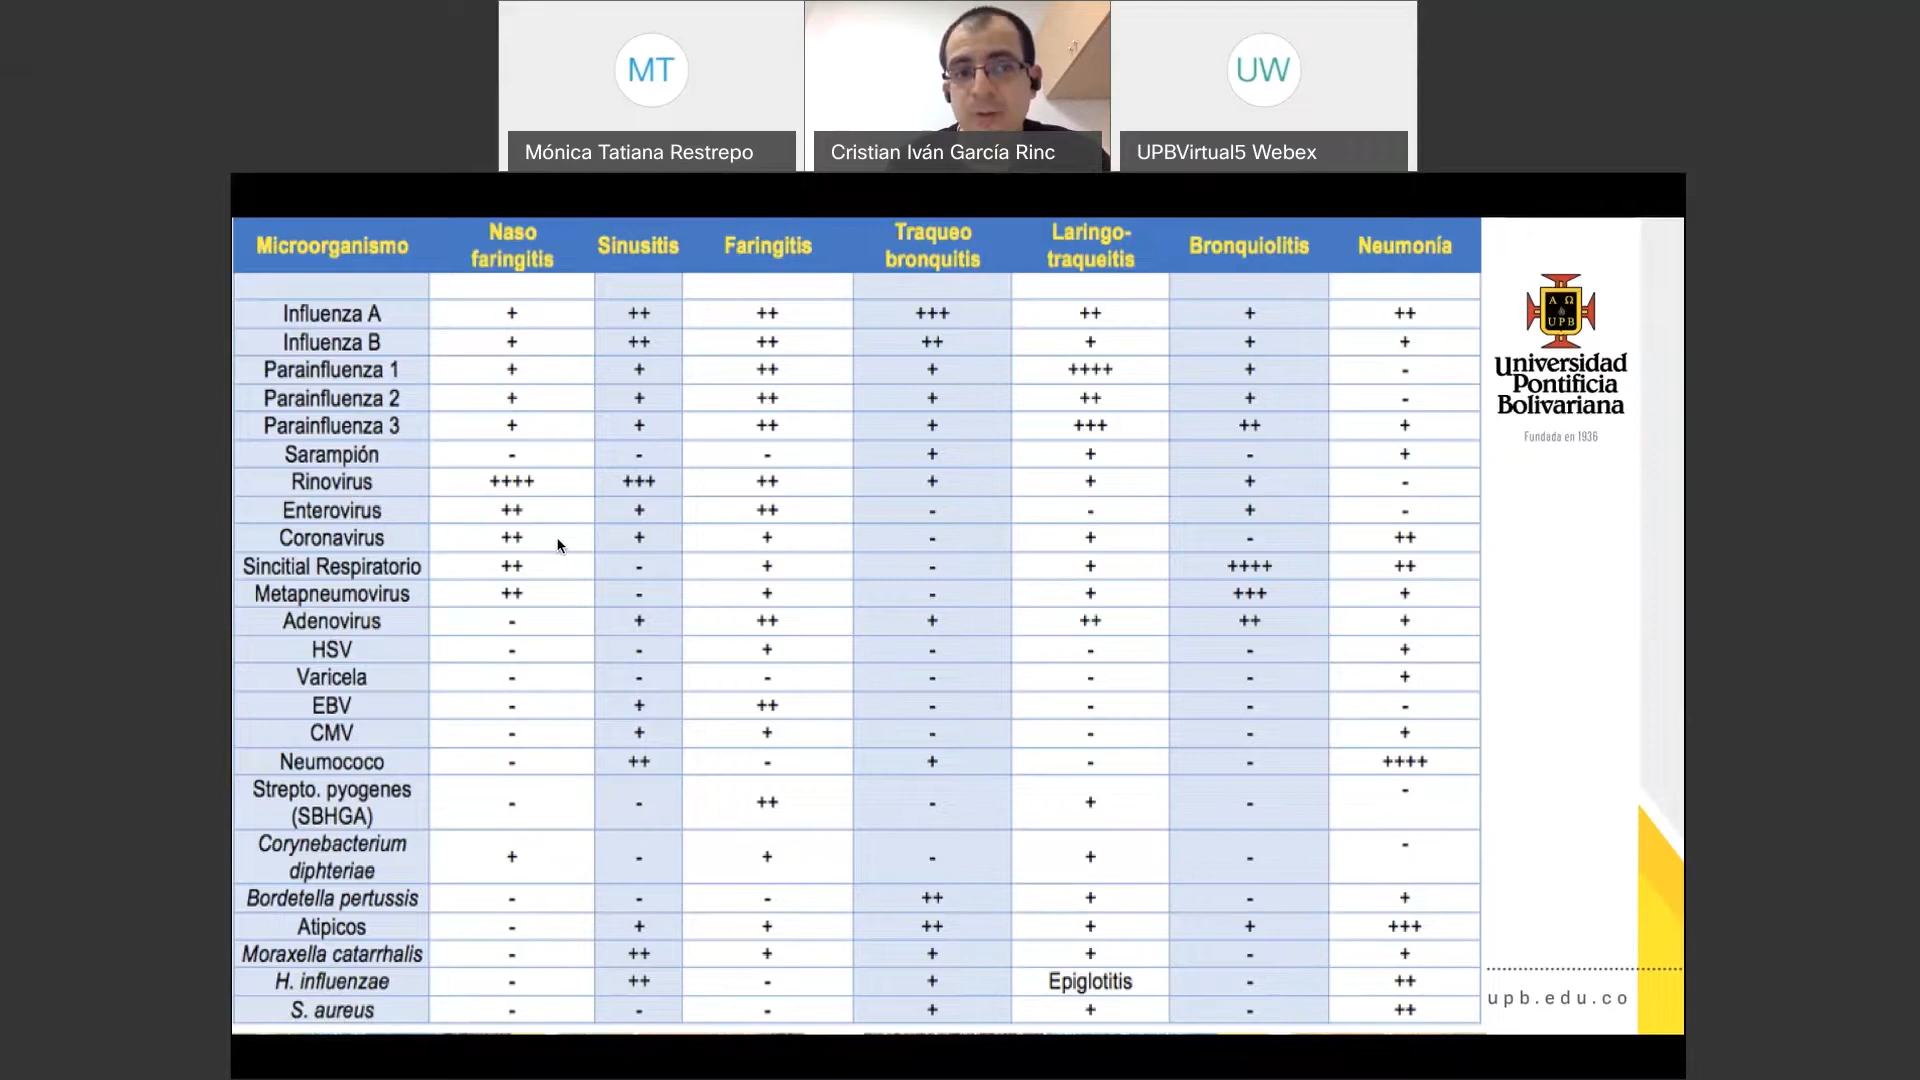 MT
UW
Mónica Tatiana Restrepo
Cristian Iván García Rinc
UPBVirtual5 Webex
Microorganismo Naso faringitis Sinusitis Faringitis Traqueo bronquitis Laringo-traqueitis Bronquiolitis Neumonía
Influenza A + ++ ++ +++ ++ + ++
Influenza B + ++ ++ ++ + + +
Parainfluenza 1 + + ++ + ++++ + -
Parainfluenza 2 + + ++ + ++ + -
Parainfluenza 3 + + ++ + +++ ++ +
Sarampión - - - + + - +
Rinovirus ++++ +++ ++ + + + -
Enterovirus ++ + ++ - - + -
Coronavirus ++ + + - + - ++
Sincitial Respiratorio ++ - + - + ++++ ++
Metapneumovirus ++ - + - + +++ +
Adenovirus - + ++ + ++ ++ +
HSV - - + - - - +
Varicela - - - - - - +
EBV - + ++ - - - -
CMV - + + - - - +
Neumococo - ++ - + - - ++++
Strepto. pyogenes (SBHGA) - - ++ - + - -
Corynebacterium diphteriae + - + - + - -
Bordetella pertussis - - - ++ + - +
Atipicos - + + ++ + + +++
Moraxella catarrhalis - ++ + + + - +
H. influenzae - ++ - + Epiglotitis - ++
S. aureus - - - + + - ++
A Ω
&
UPB
Universidad
Pontificia
Bolivariana
Fundada en 1936
upb.edu.co